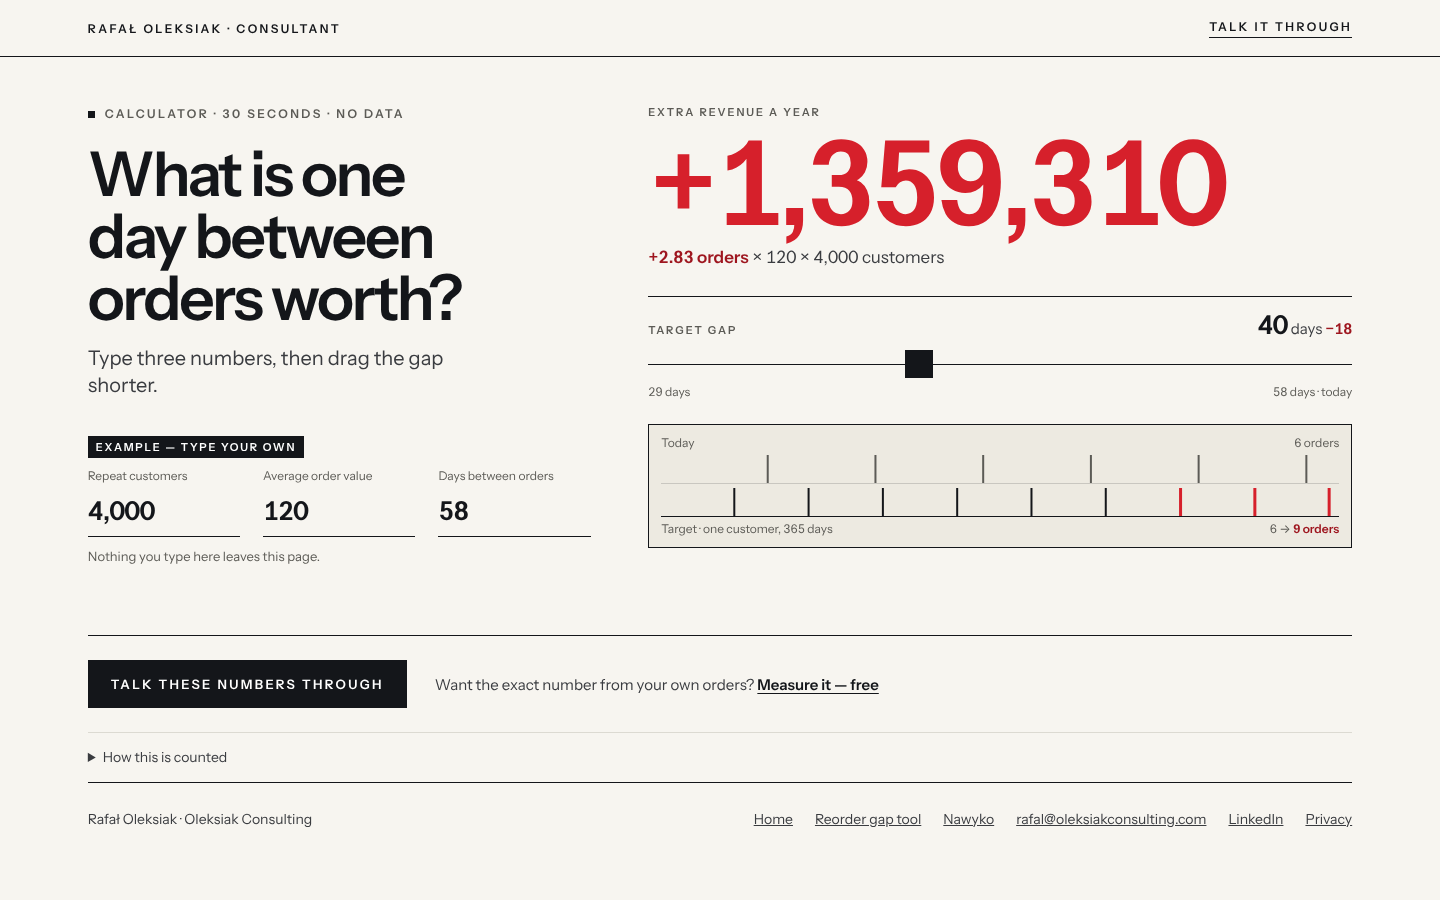 RAFAŁ OLEKSIAK · CONSULTANT
TALK IT THROUGH
CALCULATOR · 30 SECONDS · NO DATA
What is one
day between
orders worth?
Type three numbers, then drag the gap
shorter.
EXAMPLE — TYPE YOUR OWN
Repeat customers
4,000
Average order value
120
Days between orders
58
Nothing you type here leaves this page.
EXTRA REVENUE A YEAR
+1,359,310
+2.83 orders × 120 × 4,000 customers
TARGET GAP
40 days −18
29 days
58 days · today
Today
6 orders
Target · one customer, 365 days
6 → 9 orders
TALK THESE NUMBERS THROUGH
Want the exact number from your own orders? Measure it — free
▶ How this is counted
Rafał Oleksiak · Oleksiak Consulting
Home
Reorder gap tool
Nawyko
rafal@oleksiakconsulting.com
LinkedIn
Privacy